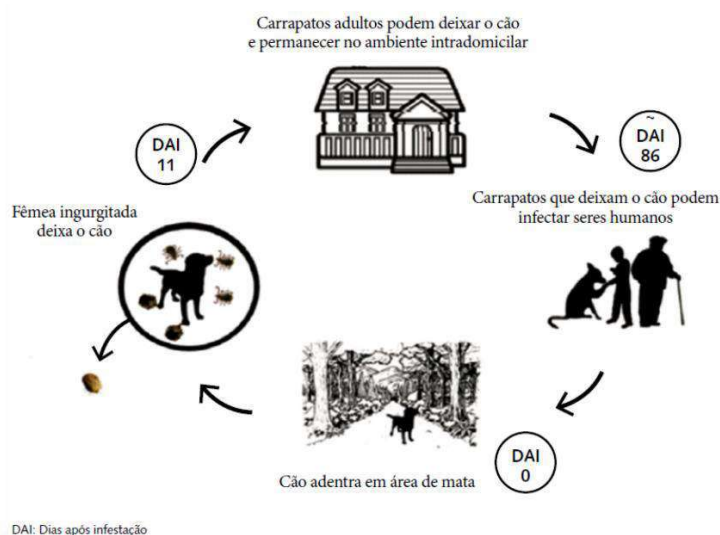 Carrapatos adultos podem deixar o cão
e permanecer no ambiente intradomicilar
DAI
11
~
DAI
86
Fêmea ingurgitada
deixa o cão
Carrapatos que deixam o cão podem
infectar seres humanos
DAI
0
Cão adentra em área de mata
DAI: Dias após infestação